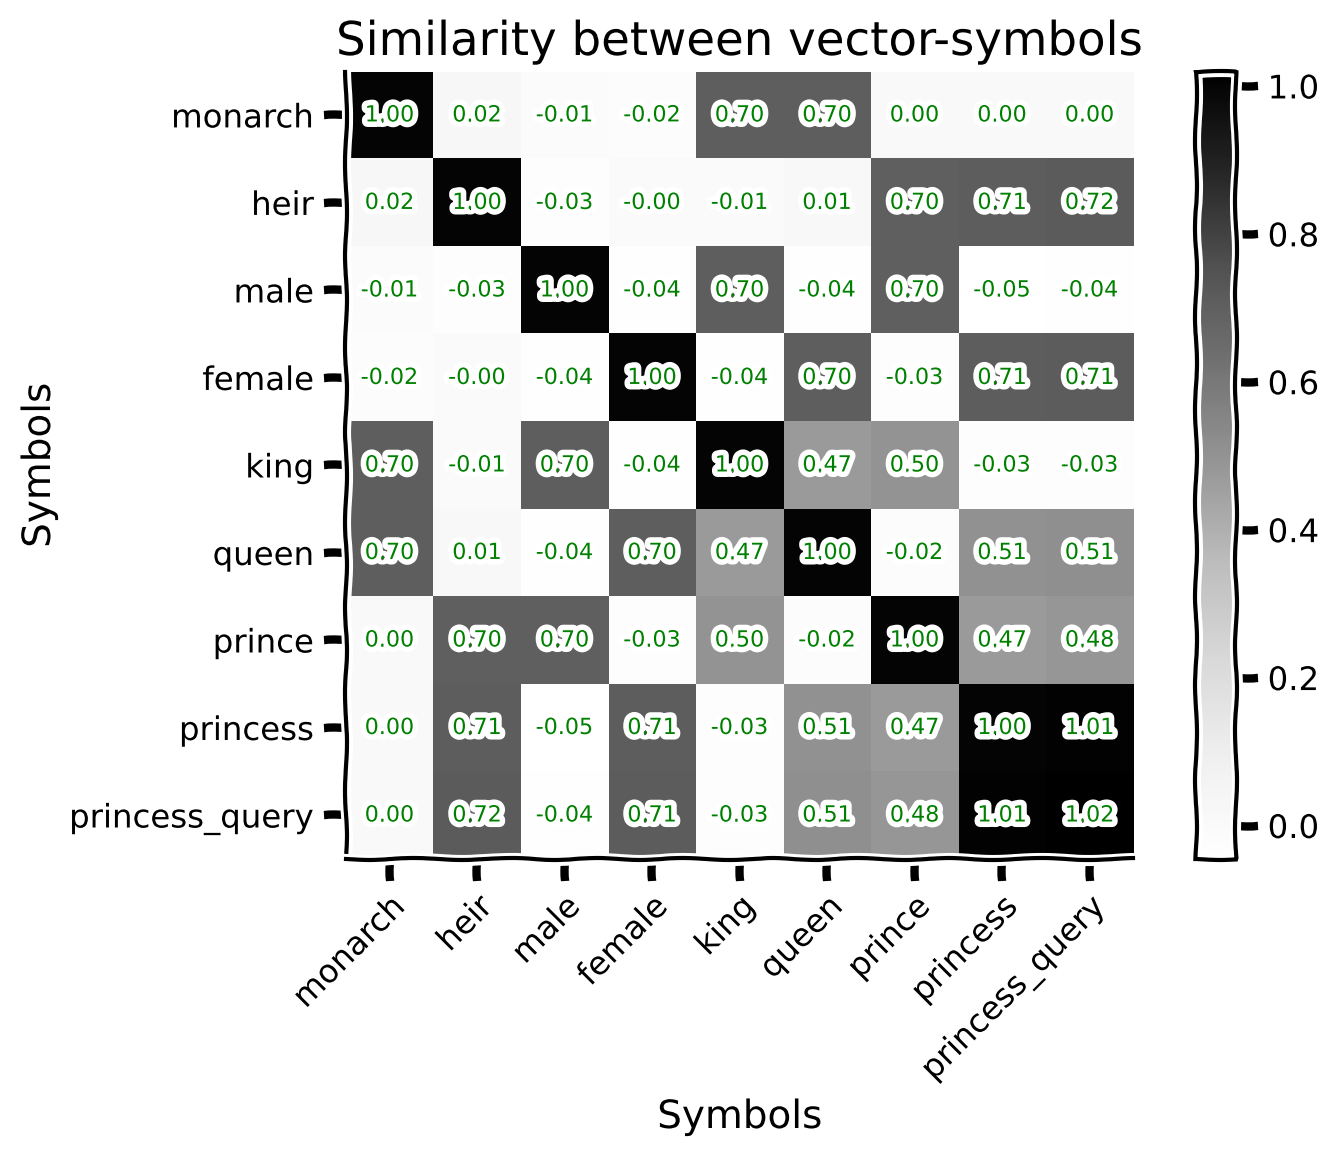 Similarity between vector-symbols
monarch 1.00 0.02 -0.01 -0.02 0.70 0.70 0.00 0.00 0.00
heir 0.02 1.00 -0.03 -0.00 -0.01 0.01 0.70 0.71 0.72
male -0.01 -0.03 1.00 -0.04 0.70 -0.04 0.70 -0.05 -0.04
female -0.02 -0.00 -0.04 1.00 -0.04 0.70 -0.03 0.71 0.71
king 0.70 -0.01 0.70 -0.04 1.00 0.47 0.50 -0.03 -0.03
queen 0.70 0.01 -0.04 0.70 0.47 1.00 -0.02 0.51 0.51
prince 0.00 0.70 0.70 -0.03 0.50 -0.02 1.00 0.47 0.48
princess 0.00 0.71 -0.05 0.71 -0.03 0.51 0.47 1.00 1.01
princess_query 0.00 0.72 -0.04 0.71 -0.03 0.51 0.48 1.01 1.02
monarch heir male female king queen prince princess princess_query
Symbols
Symbols
1.0
0.8
0.6
0.4
0.2
0.0